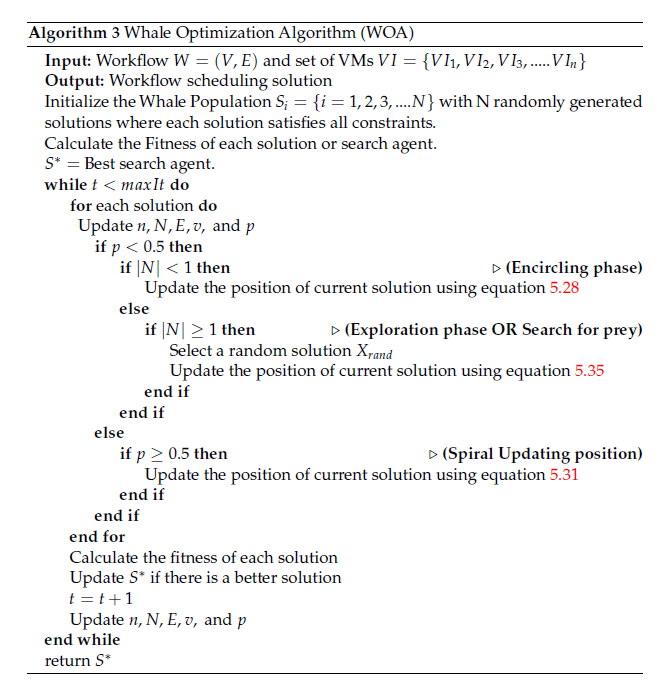 Algorithm 3 Whale Optimization Algorithm (WOA)
Input: Workflow W = (V, E) and set of VMs VI = {VI₁, VI₂, VI₃, .....VIₙ}
Output: Workflow scheduling solution
Initialize the Whale Population Sᵢ = {i = 1, 2, 3, ....N} with N randomly generated
solutions where each solution satisfies all constraints.
Calculate the Fitness of each solution or search agent.
S* = Best search agent.
while t < maxIt do
for each solution do
Update n, N, E, v, and p
if p < 0.5 then
if |N| < 1 then ▷ (Encircling phase)
Update the position of current solution using equation 5.28
else
if |N| ≥ 1 then ▷ (Exploration phase OR Search for prey)
Select a random solution X_rand
Update the position of current solution using equation 5.35
end if
end if
else
if p ≥ 0.5 then ▷ (Spiral Updating position)
Update the position of current solution using equation 5.31
end if
end if
end for
Calculate the fitness of each solution
Update S* if there is a better solution
t = t + 1
Update n, N, E, v, and p
end while
return S*